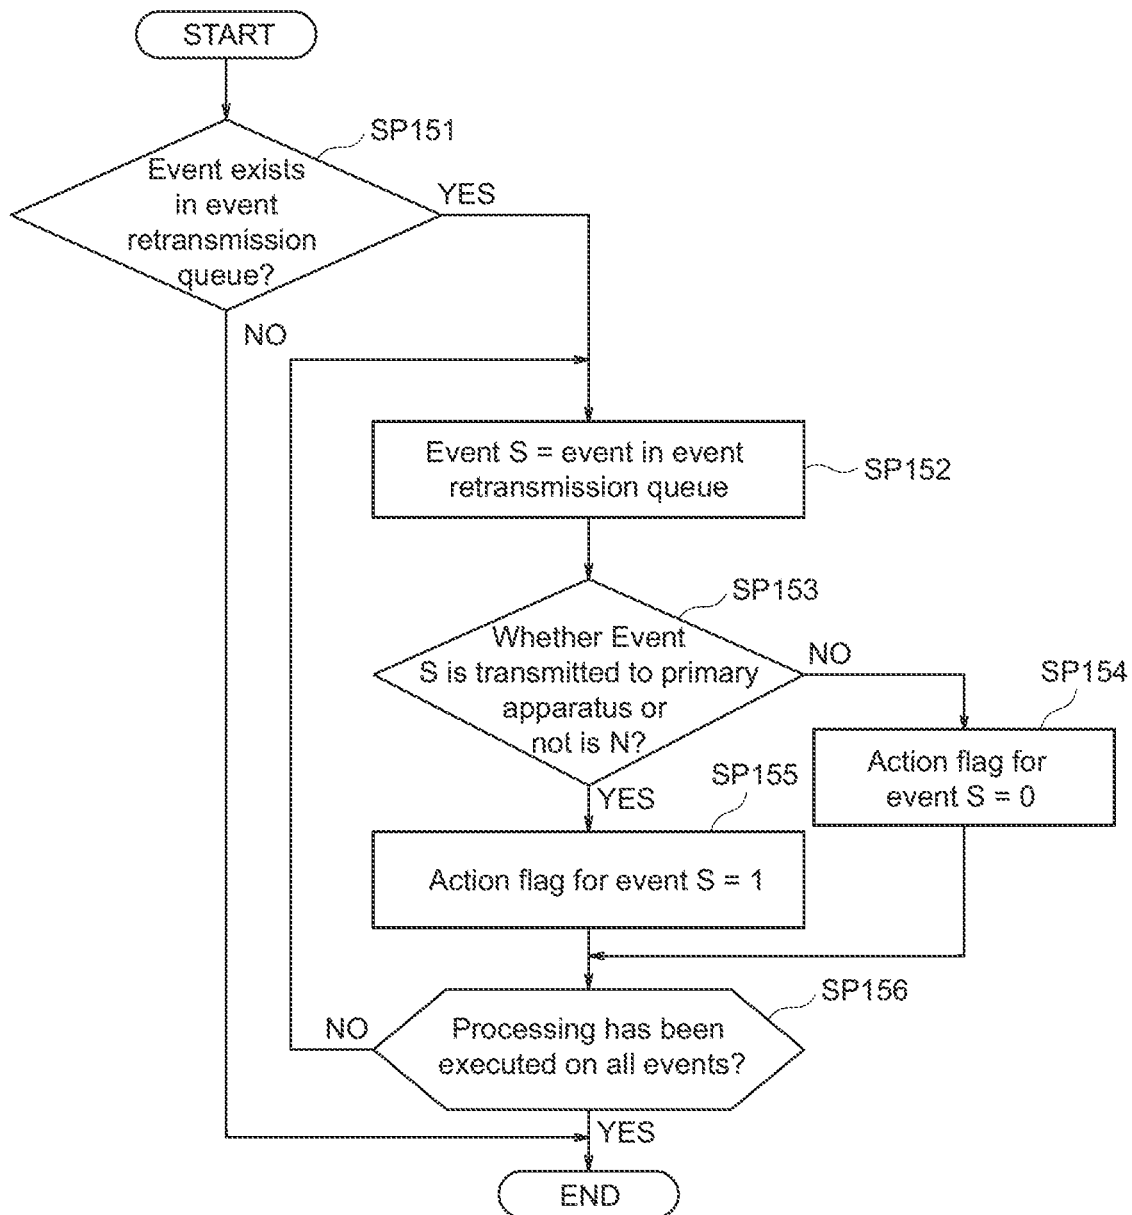 START
SP151
Event exists
in event
retransmission
queue?
YES
NO
Event S = event in event
retransmission queue
SP152
SP153
Whether Event
S is transmitted to primary
apparatus or
not is N?
NO
SP154
Action flag for
event S = 0
YES
SP155
Action flag for event S = 1
SP156
NO
Processing has been
executed on all events?
YES
END